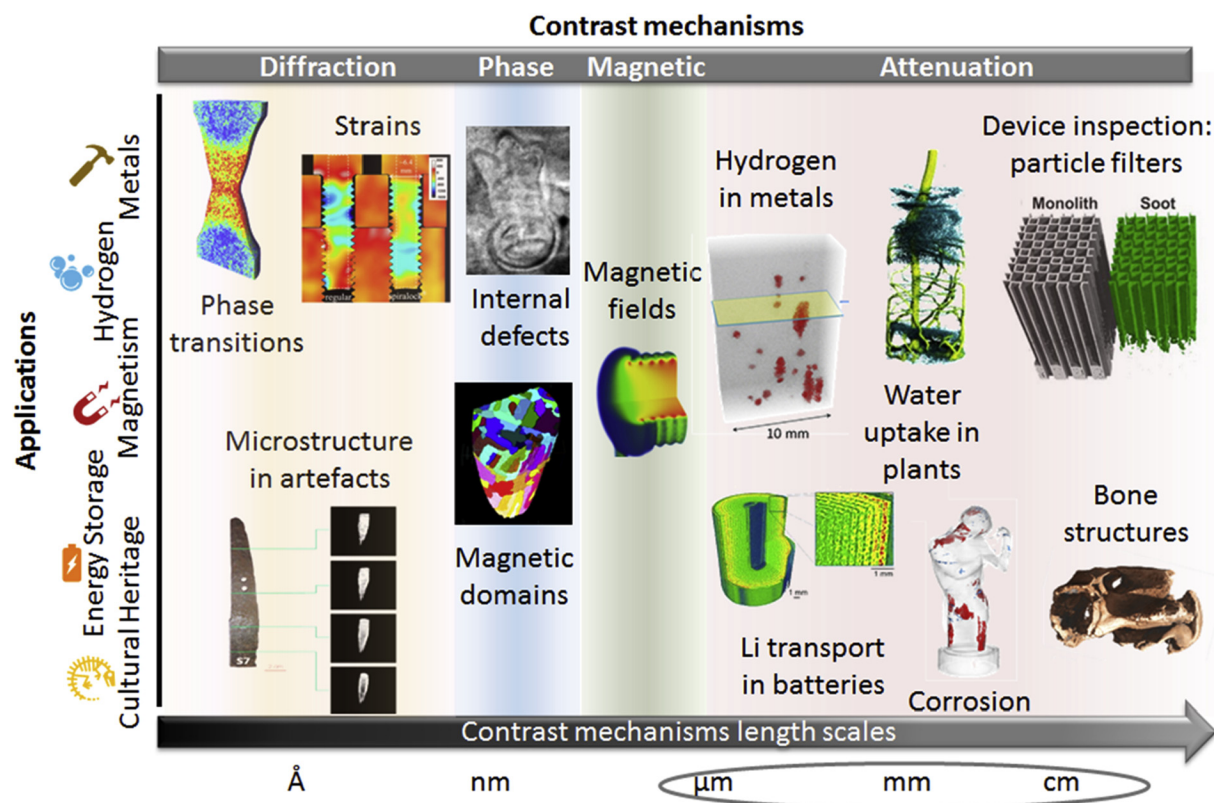 Contrast mechanisms
Diffraction
Phase
Magnetic
Attenuation
Applications
Metals
Hydrogen
Magnetism
Energy Storage
Cultural Heritage
Phase
transitions
Strains
regular
spiralock
Microstructure
in artefacts
S7
Internal
defects
Magnetic
domains
Magnetic
fields
Hydrogen
in metals
10 mm
Water
uptake in
plants
Device inspection:
particle filters
Monolith
Soot
Li transport
in batteries
1 mm
1 mm
Corrosion
Bone
structures
Contrast mechanisms length scales
Å
nm
µm
mm
cm